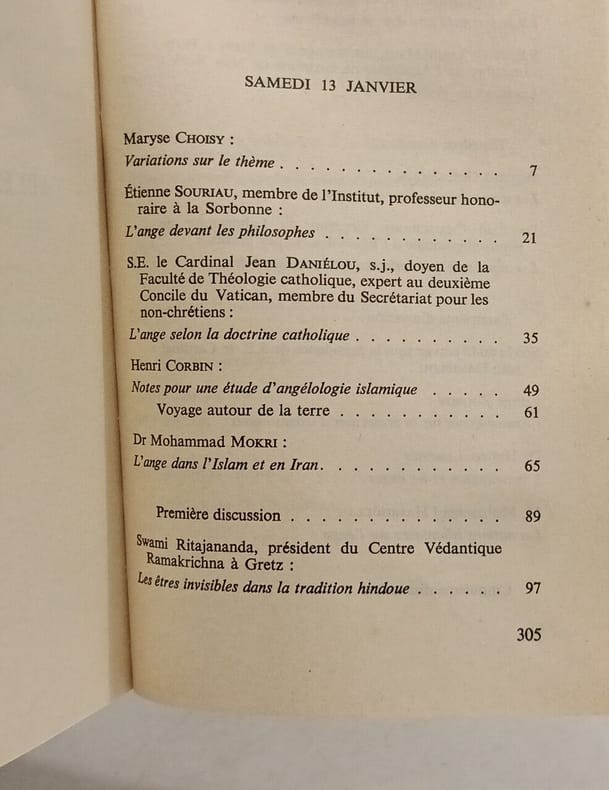 SAMEDI 13 JANVIER
Maryse CHOISY :
Variations sur le thème . . . . . . . . . . . . . . . 7
Étienne SOURIAU, membre de l'Institut, professeur hono-
raire à la Sorbonne :
L'ange devant les philosophes . . . . . . . . . . . . 21
S.E. le Cardinal Jean DANIÉLOU, s.j., doyen de la
Faculté de Théologie catholique, expert au deuxième
Concile du Vatican, membre du Secrétariat pour les
non-chrétiens :
L'ange selon la doctrine catholique . . . . . . . . . . 35
Henri CORBIN :
Notes pour une étude d'angélologie islamique . . . . . 49
Voyage autour de la terre . . . . . . . . . . . 61
Dr Mohammad MOKRI :
L'ange dans l'Islam et en Iran. . . . . . . . . . . . 65
Première discussion . . . . . . . . . . . . . . 89
Swami Ritajananda, président du Centre Védantique
Ramakrichna à Gretz :
Les êtres invisibles dans la tradition hindoue . . . . . . 97
305